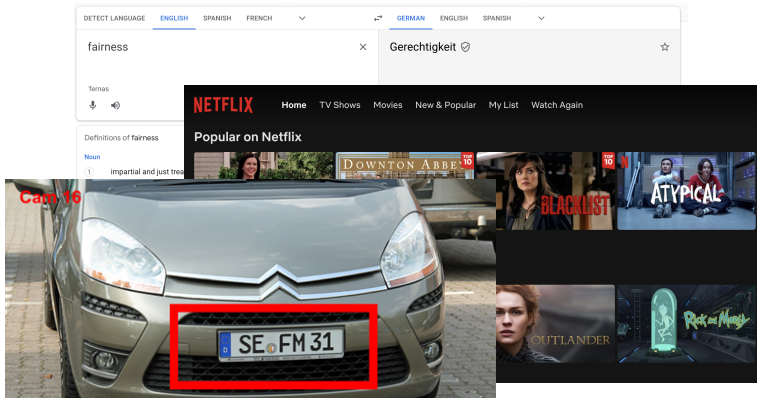 DETECT LANGUAGE ENGLISH SPANISH FRENCH GERMAN ENGLISH SPANISH
fairness
Gerechtigkeit
ˈfernəs
Definitions of fairness
Noun
1 impartial and just trea
NETFLIX Home TV Shows Movies New & Popular My List Watch Again
Popular on Netflix
TOP 10
DOWNTON ABBEY
TOP 10
N
BLACKLIST
ATYPICAL
OUTLANDER
Rick and Morty
Cam 16
D SE FM 31